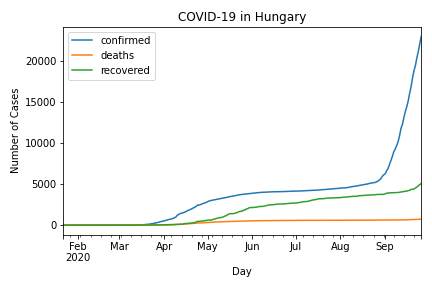 COVID-19 in Hungary
confirmed
deaths
recovered
Number of Cases
20000
15000
10000
5000
0
Feb Mar Apr May Jun Jul Aug Sep
2020
Day